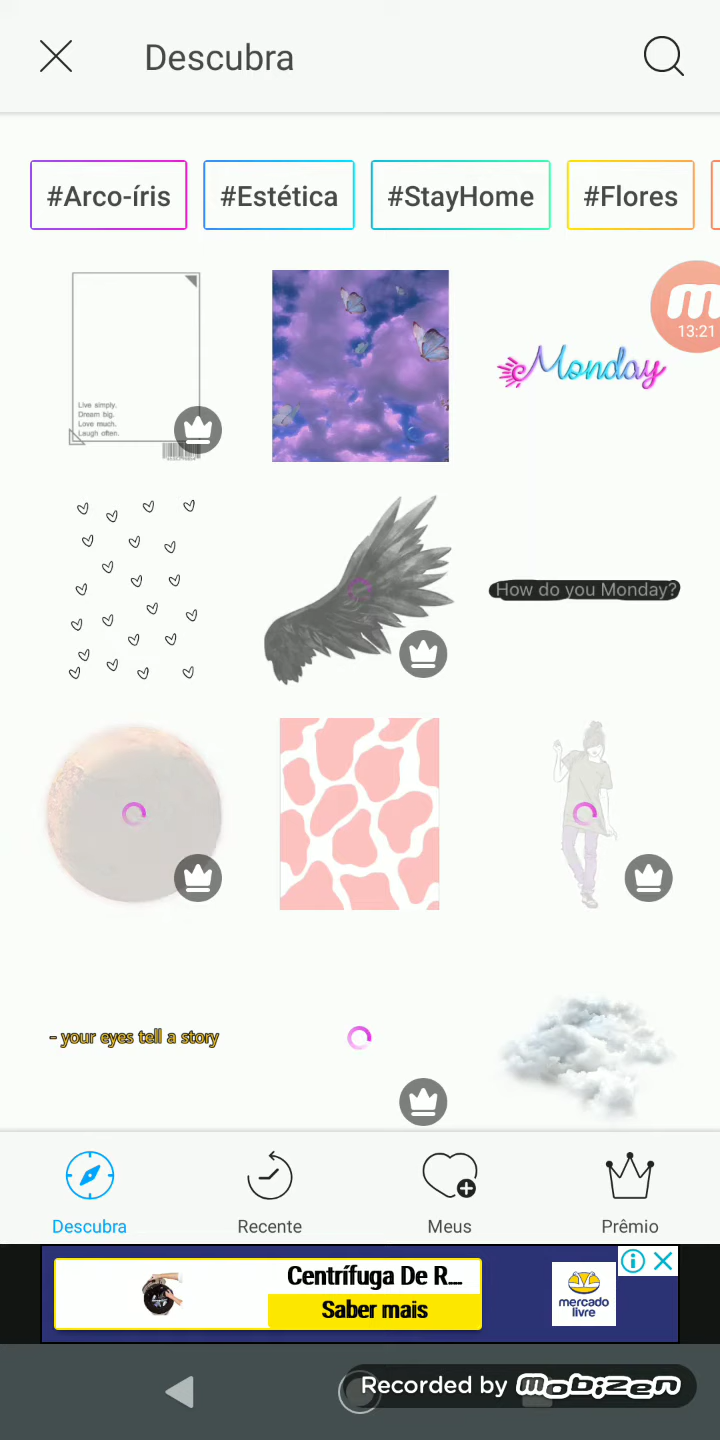 Descubra
#Arco-íris
#Estética
#StayHome
#Flores
13:21
Live simply.
Dream big.
Love much.
Laugh often.
Monday
How do you Monday?
- your eyes tell a story
Descubra
Recente
Meus
Prêmio
Centrífuga De R...
Saber mais
mercado
livre
Recorded by mobizen